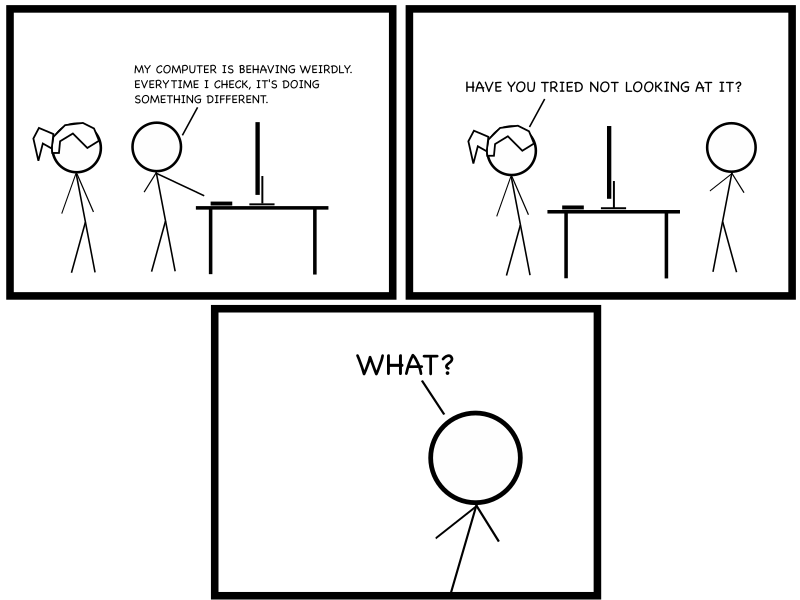 MY COMPUTER IS BEHAVING WEIRDLY.
EVERYTIME I CHECK, IT'S DOING
SOMETHING DIFFERENT.
HAVE YOU TRIED NOT LOOKING AT IT?
WHAT?